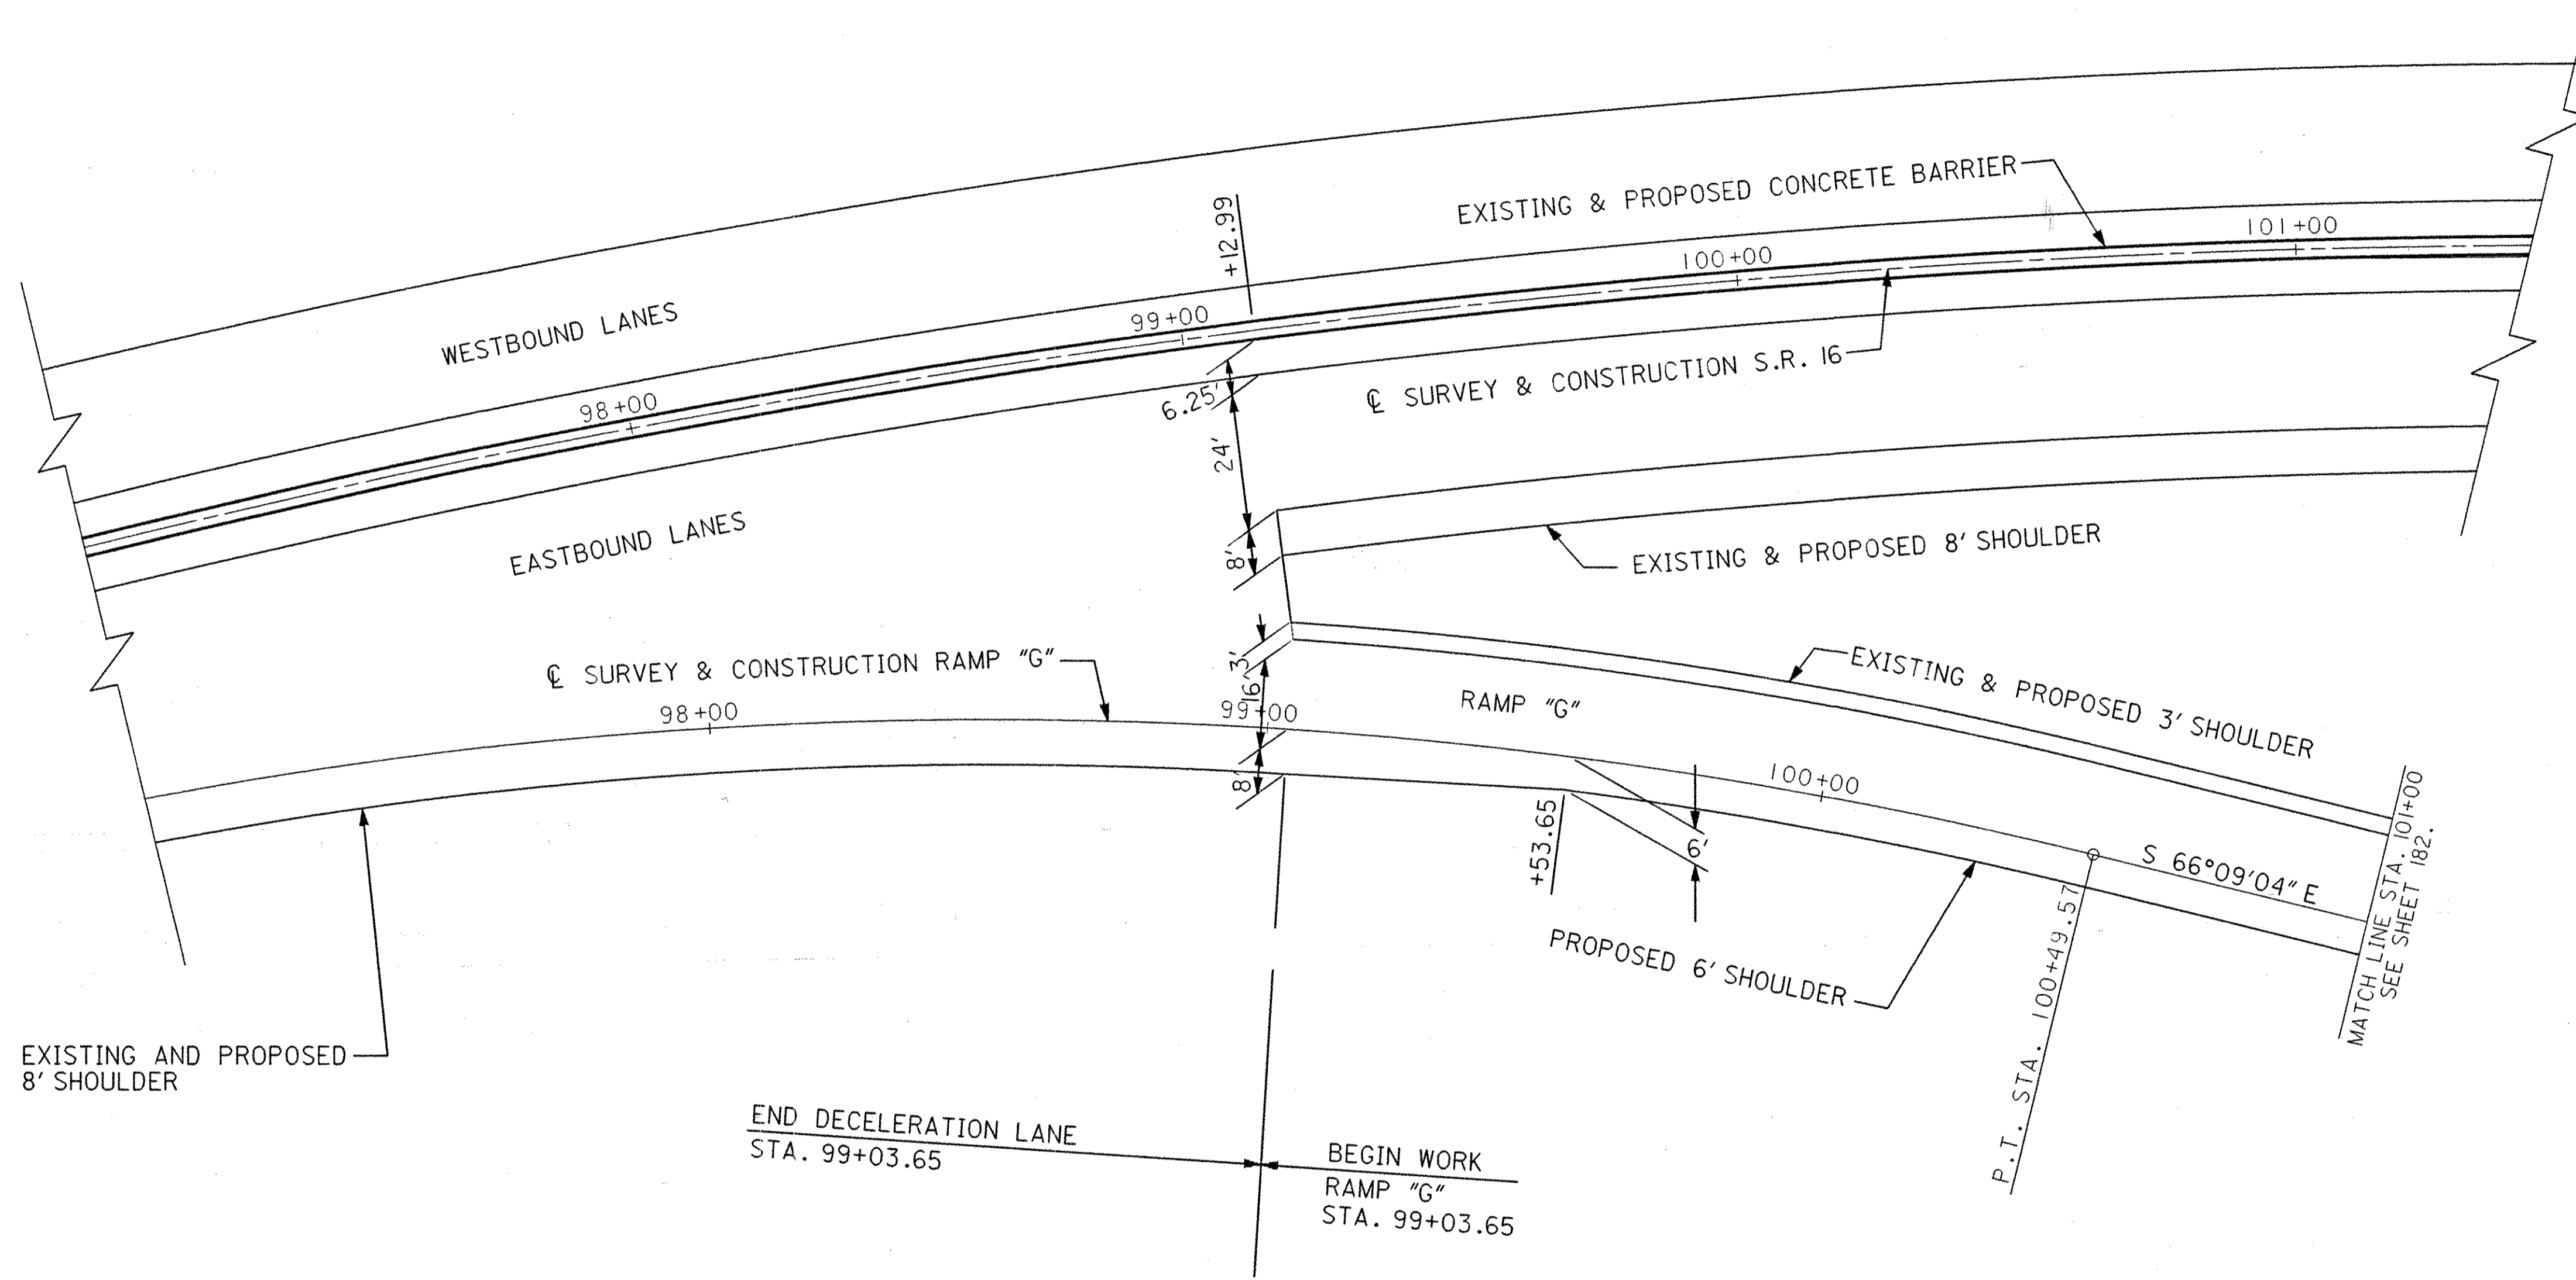 +12.99
EXISTING & PROPOSED CONCRETE BARRIER
101+00
100+00
99+00
98+00
WESTBOUND LANES
6.25'
℄ SURVEY & CONSTRUCTION S.R. 16
24'
EASTBOUND LANES
8'
EXISTING & PROPOSED 8' SHOULDER
℄ SURVEY & CONSTRUCTION RAMP "G"
3'
16'
98+00
99+00
RAMP "G"
EXISTING & PROPOSED 3' SHOULDER
8'
100+00
+53.65
6'
S 66°09'04" E
MATCH LINE STA. 101+00
SEE SHEET 182.
PROPOSED 6' SHOULDER
P.T. STA. 100+49.57
EXISTING AND PROPOSED
8' SHOULDER
END DECELERATION LANE
STA. 99+03.65
BEGIN WORK
RAMP "G"
STA. 99+03.65